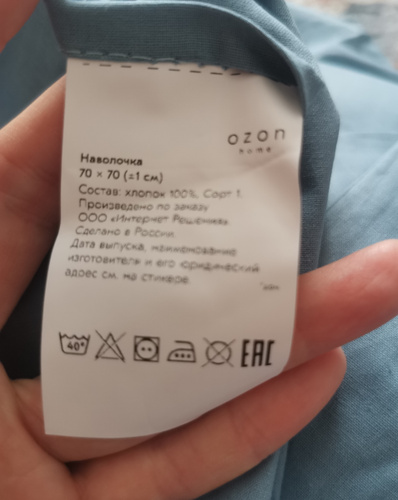 ozon
home
Наволочка
70 × 70 (±1 см)
Состав: хлопок 100%. Сорт 1.
Произведено по заказу
ООО «Интернет Решения».
Сделано в России.
Дата выпуска, наименование
изготовителя и его юридический
адрес см. на стикере.
40°
EAC